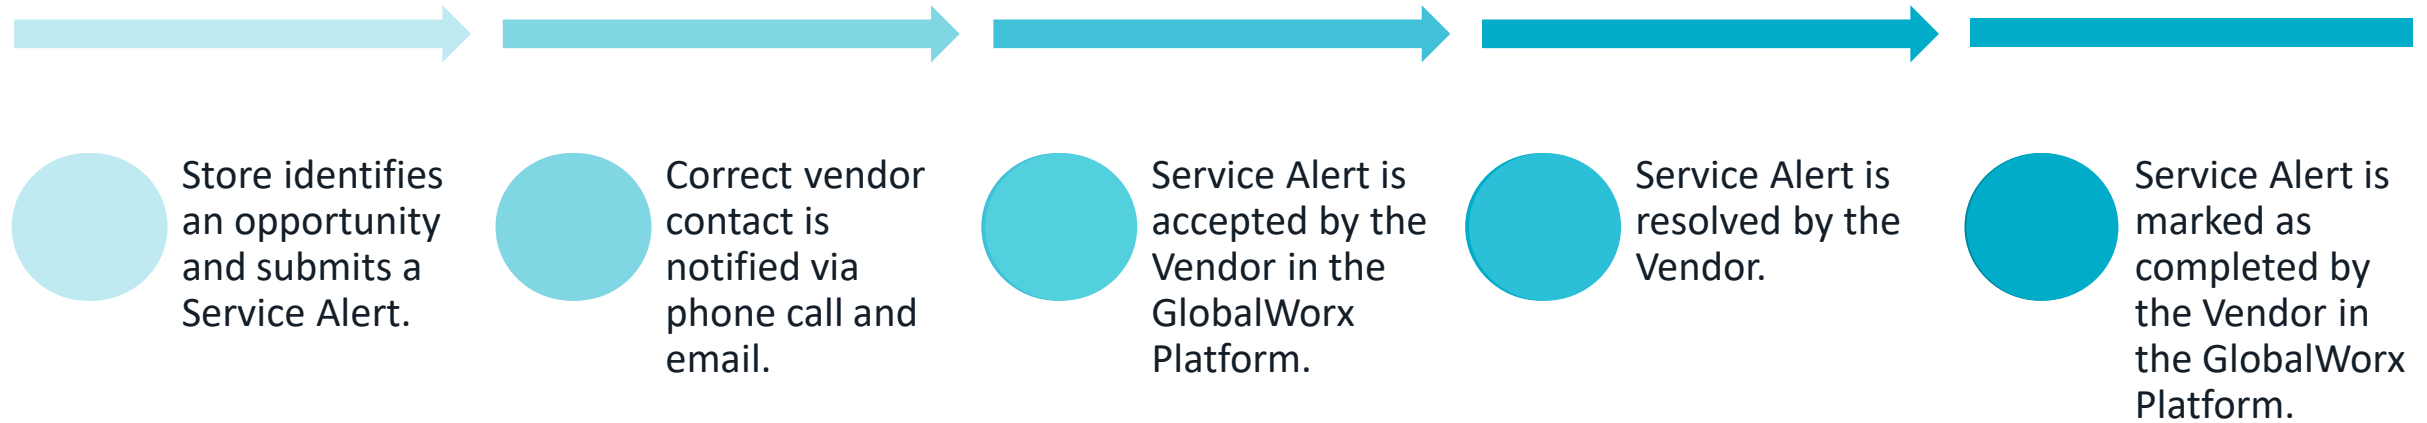 Store identifies
an opportunity
and submits a
Service Alert.
Correct vendor
contact is
notified via
phone call and
email.
Service Alert is
accepted by the
Vendor in the
GlobalWorx
Platform.
Service Alert is
resolved by the
Vendor.
Service Alert is
marked as
completed by
the Vendor in
the GlobalWorx
Platform.